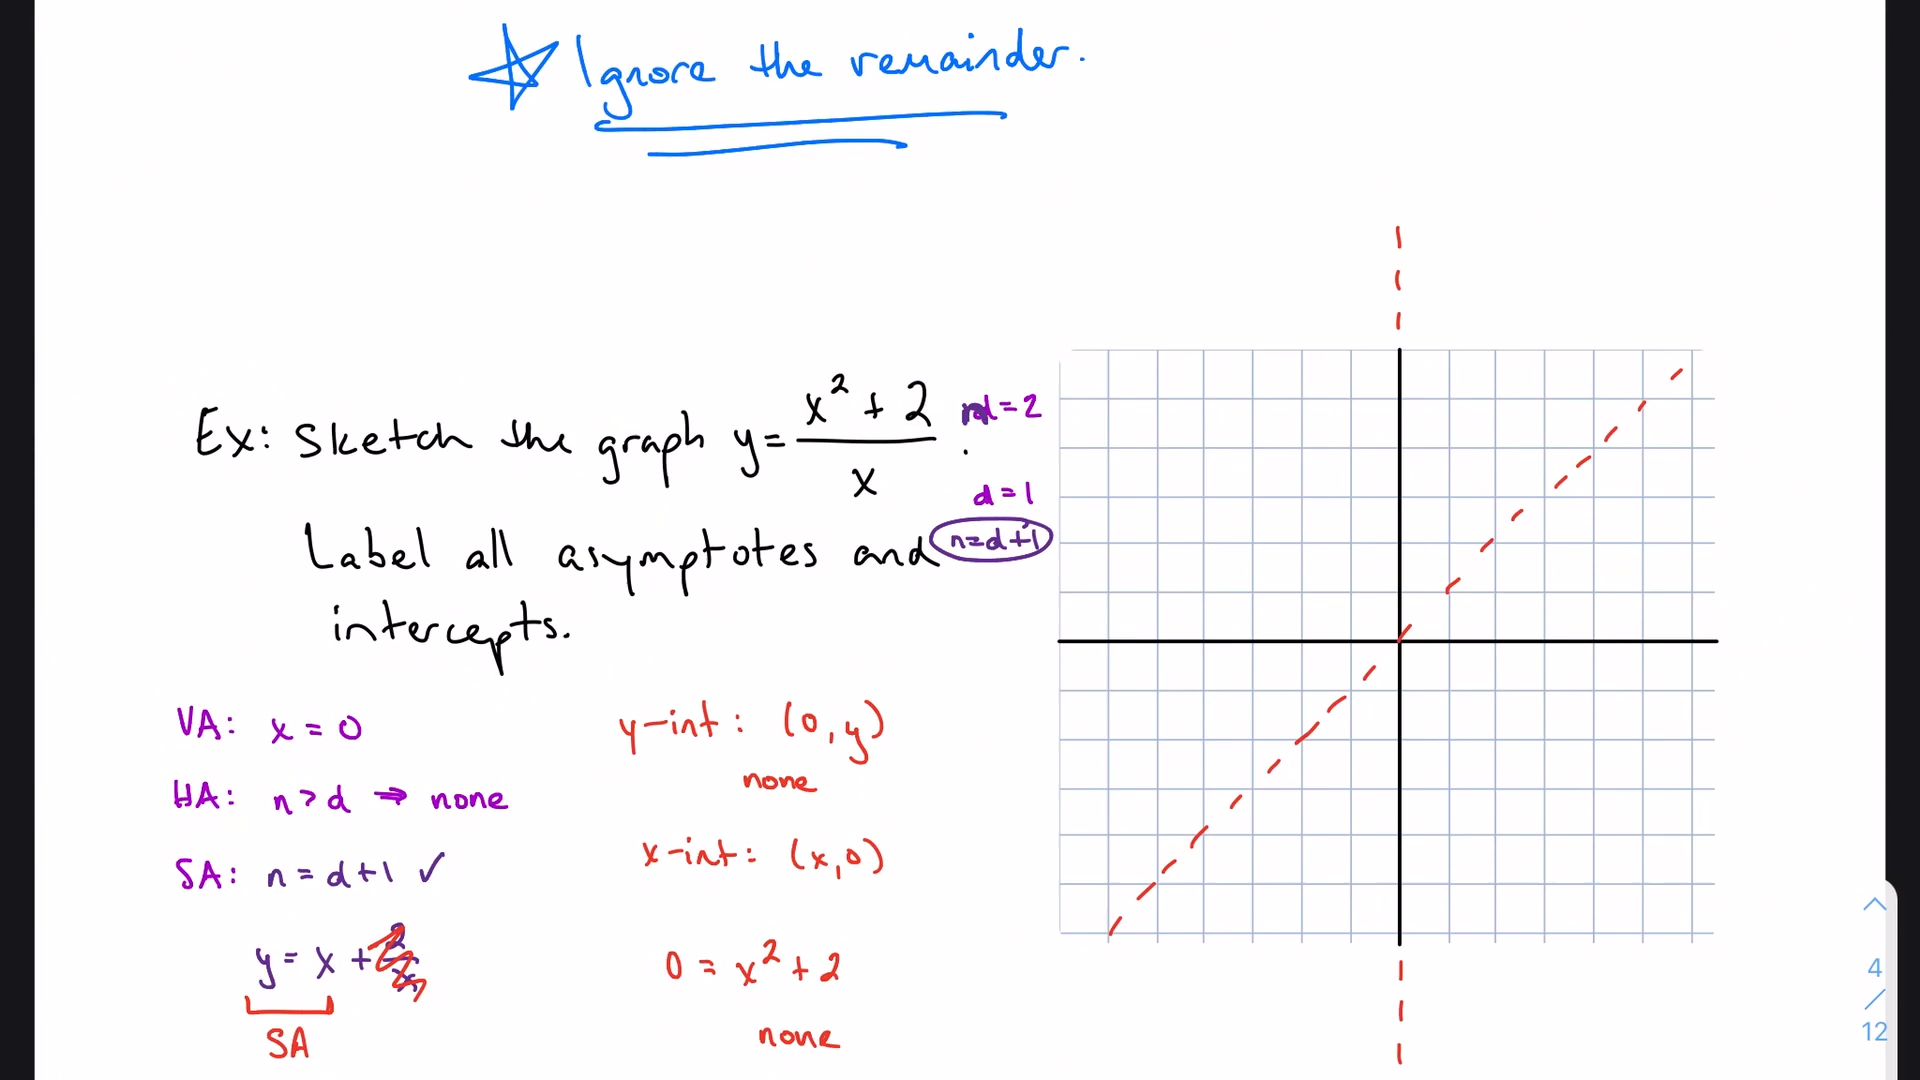 ☆ Ignore the remainder.
Ex: Sketch the graph y = (x² + 2)/x .
n = 2
d = 1
n = d + 1
Label all asymptotes and
intercepts.
VA: x = 0
HA: n > d ⇒ none
SA: n = d + 1 ✓
y = x + 2/x
SA
y-int: (0, y)
none
x-int: (x, 0)
0 = x² + 2
none
4
/
12